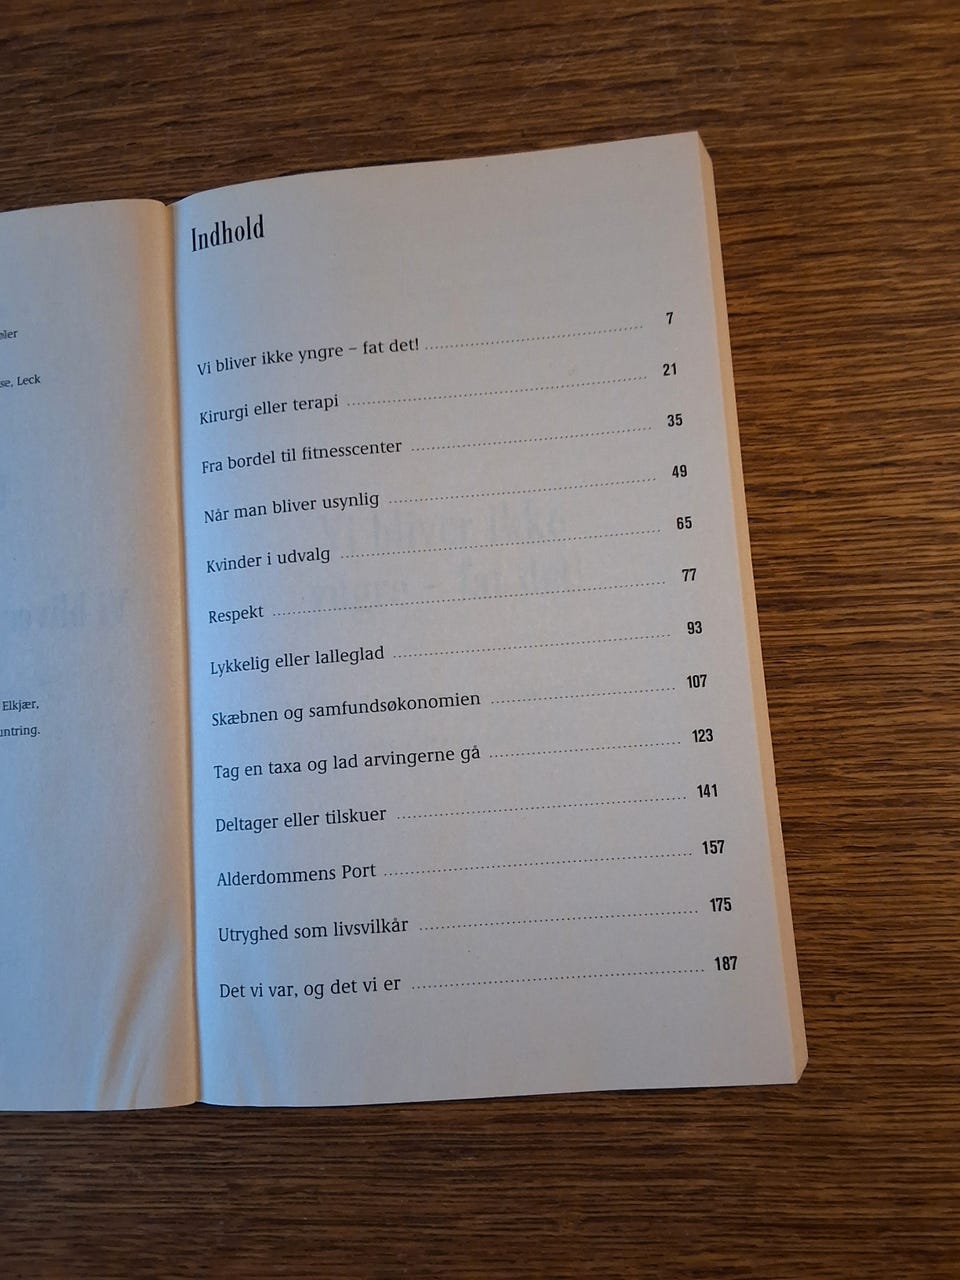 se, Leck
Elkjær,
Indhold
Vi bliver ikke yngre – fat det! 7
Kirurgi eller terapi 21
Fra bordel til fitnesscenter 35
Når man bliver usynlig 49
Kvinder i udvalg 65
Respekt 77
Lykkelig eller lalleglad 93
Skæbnen og samfundsøkonomien 107
Tag en taxa og lad arvingerne gå 123
Deltager eller tilskuer 141
Alderdommens Port 157
Utryghed som livsvilkår 175
Det vi var, og det vi er 187